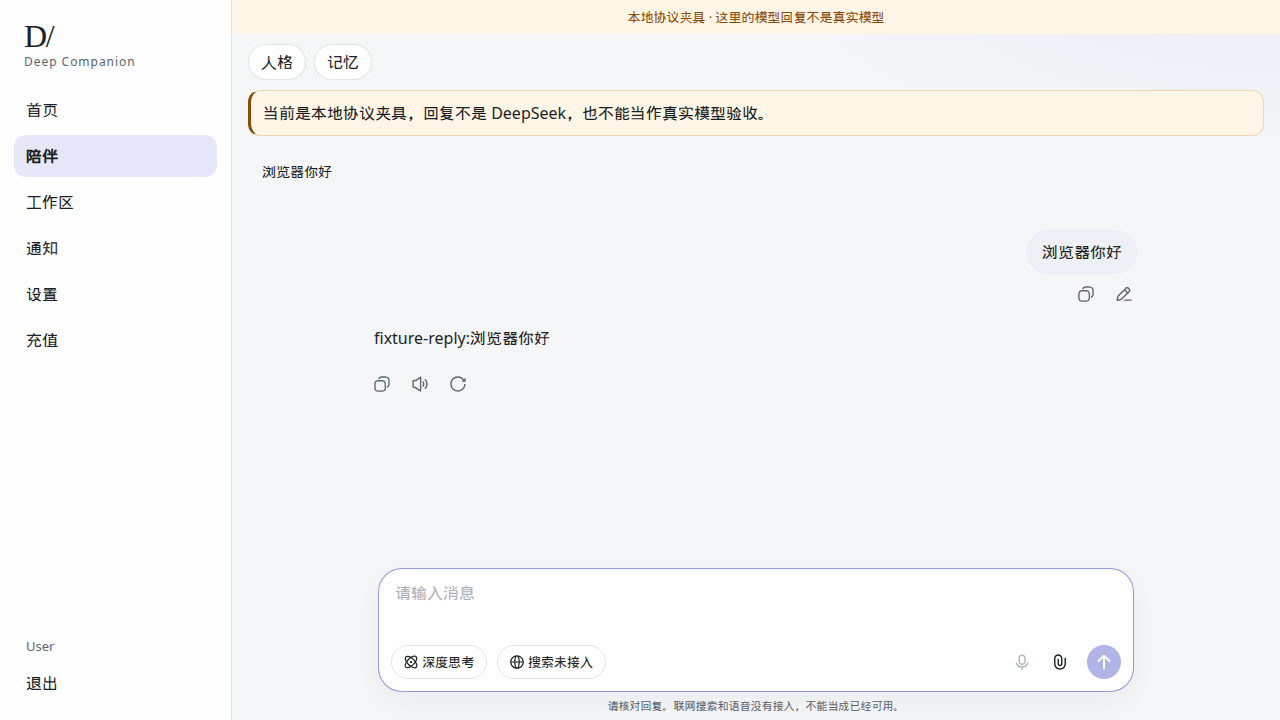 D/
Deep Companion
首页
陪伴
工作区
通知
设置
充值
User
退出
本地协议夹具 · 这里的模型回复不是真实模型
人格
记忆
当前是本地协议夹具，回复不是 DeepSeek，也不能当作真实模型验收。
浏览器你好
浏览器你好
fixture-reply:浏览器你好
请输入消息
深度思考
搜索未接入
请核对回复。联网搜索和语音没有接入，不能当成已经可用。